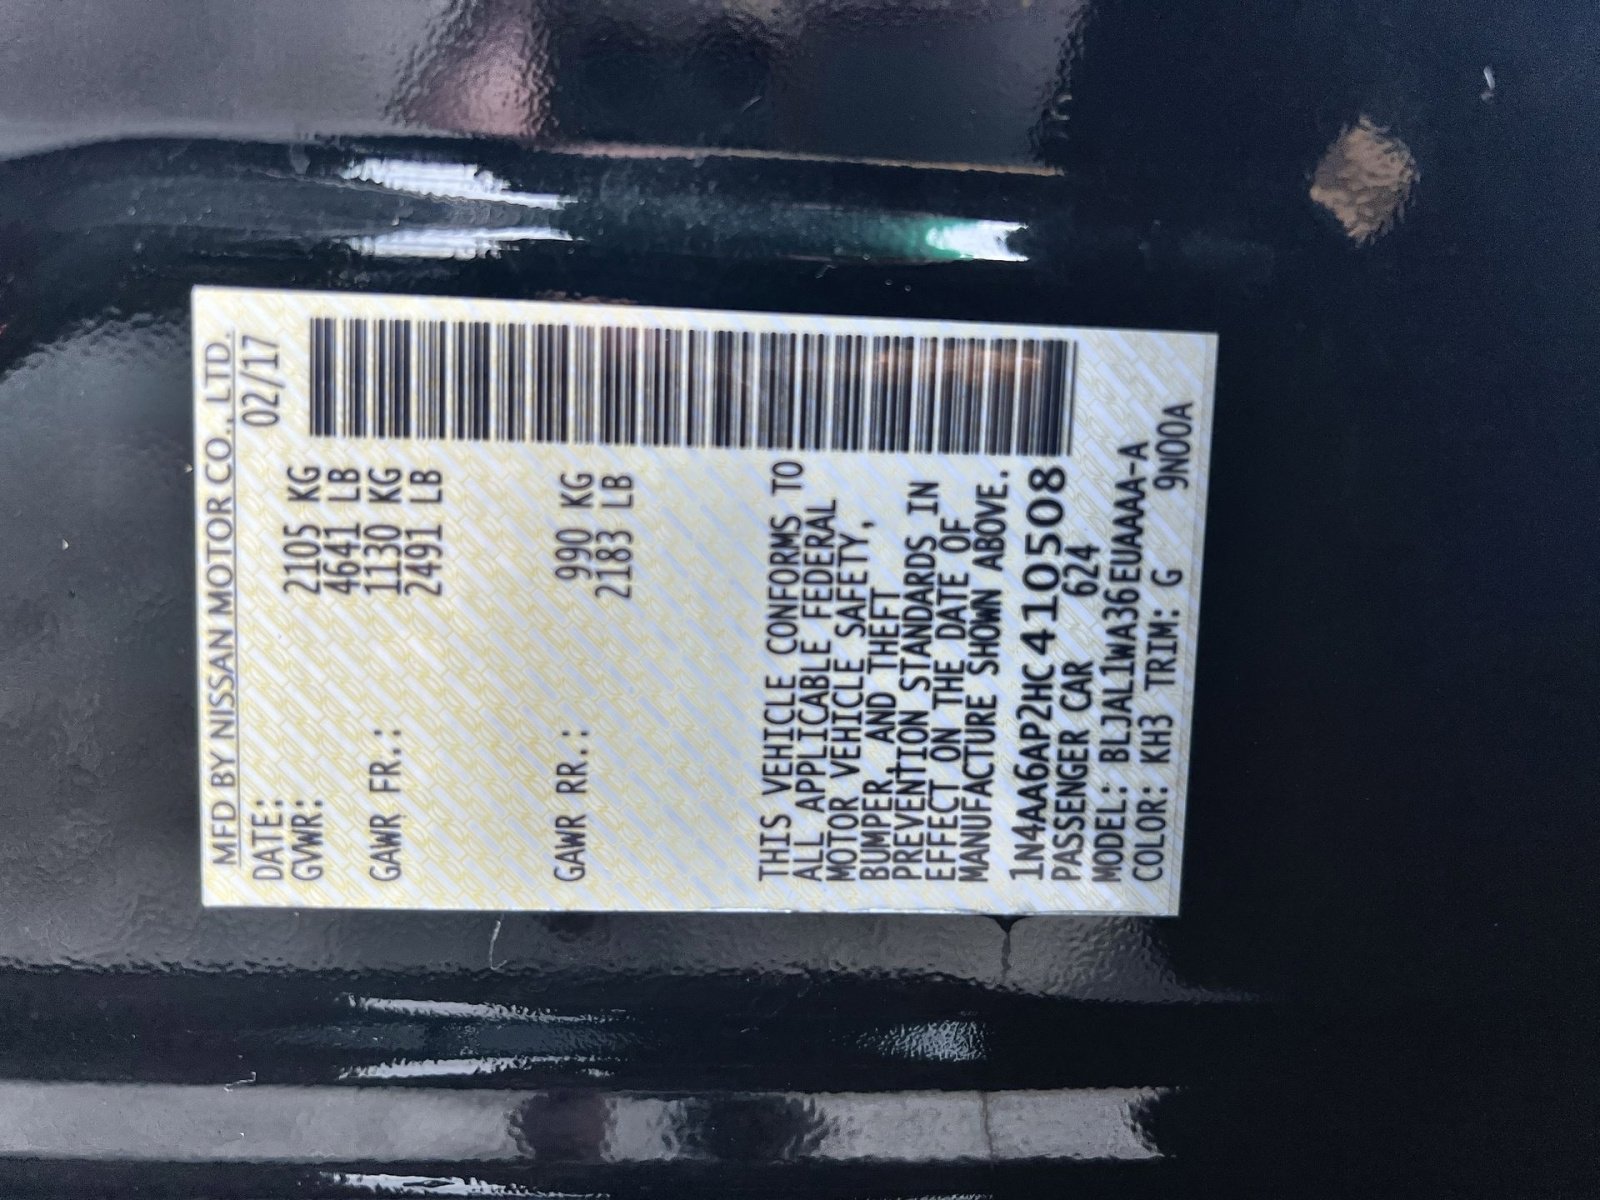 MFD BY NISSAN MOTOR CO., LTD.
DATE: 02/17
GVWR: 2105 KG
4641 LB
GAWR FR.: 1130 KG
2491 LB
GAWR RR.: 990 KG
2183 LB
THIS VEHICLE CONFORMS TO
ALL APPLICABLE FEDERAL
MOTOR VEHICLE SAFETY,
BUMPER, AND THEFT
PREVENTION STANDARDS IN
EFFECT ON THE DATE OF
MANUFACTURE SHOWN ABOVE.
1N4AA6AP2HC410508
PASSENGER CAR 624
MODEL: BLJAL1WA36EUAAAA-A
COLOR: KH3 TRIM: G 9N00A